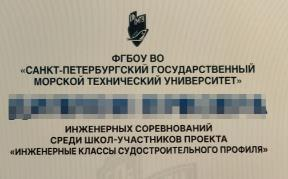 ФГБОУ ВО
«САНКТ-ПЕТЕРБУРГСКИЙ ГОСУДАРСТВЕННЫЙ
МОРСКОЙ ТЕХНИЧЕСКИЙ УНИВЕРСИТЕТ»
ИНЖЕНЕРНЫХ СОРЕВНОВАНИЙ
СРЕДИ ШКОЛ-УЧАСТНИКОВ ПРОЕКТА
«ИНЖЕНЕРНЫЕ КЛАССЫ СУДОСТРОИТЕЛЬНОГО ПРОФИЛЯ»